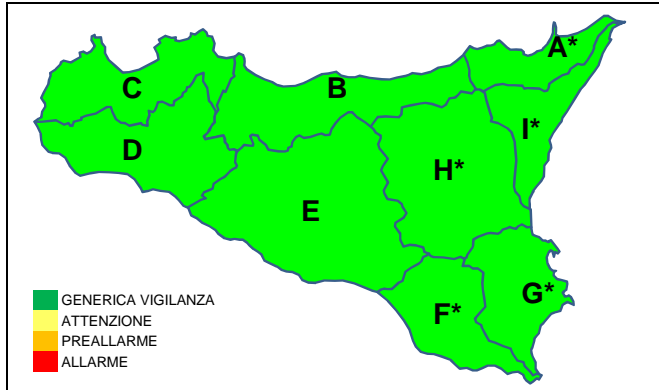 A*
C
B
I*
D
H*
E
G*
F*
GENERICA VIGILANZA
ATTENZIONE
PREALLARME
ALLARME